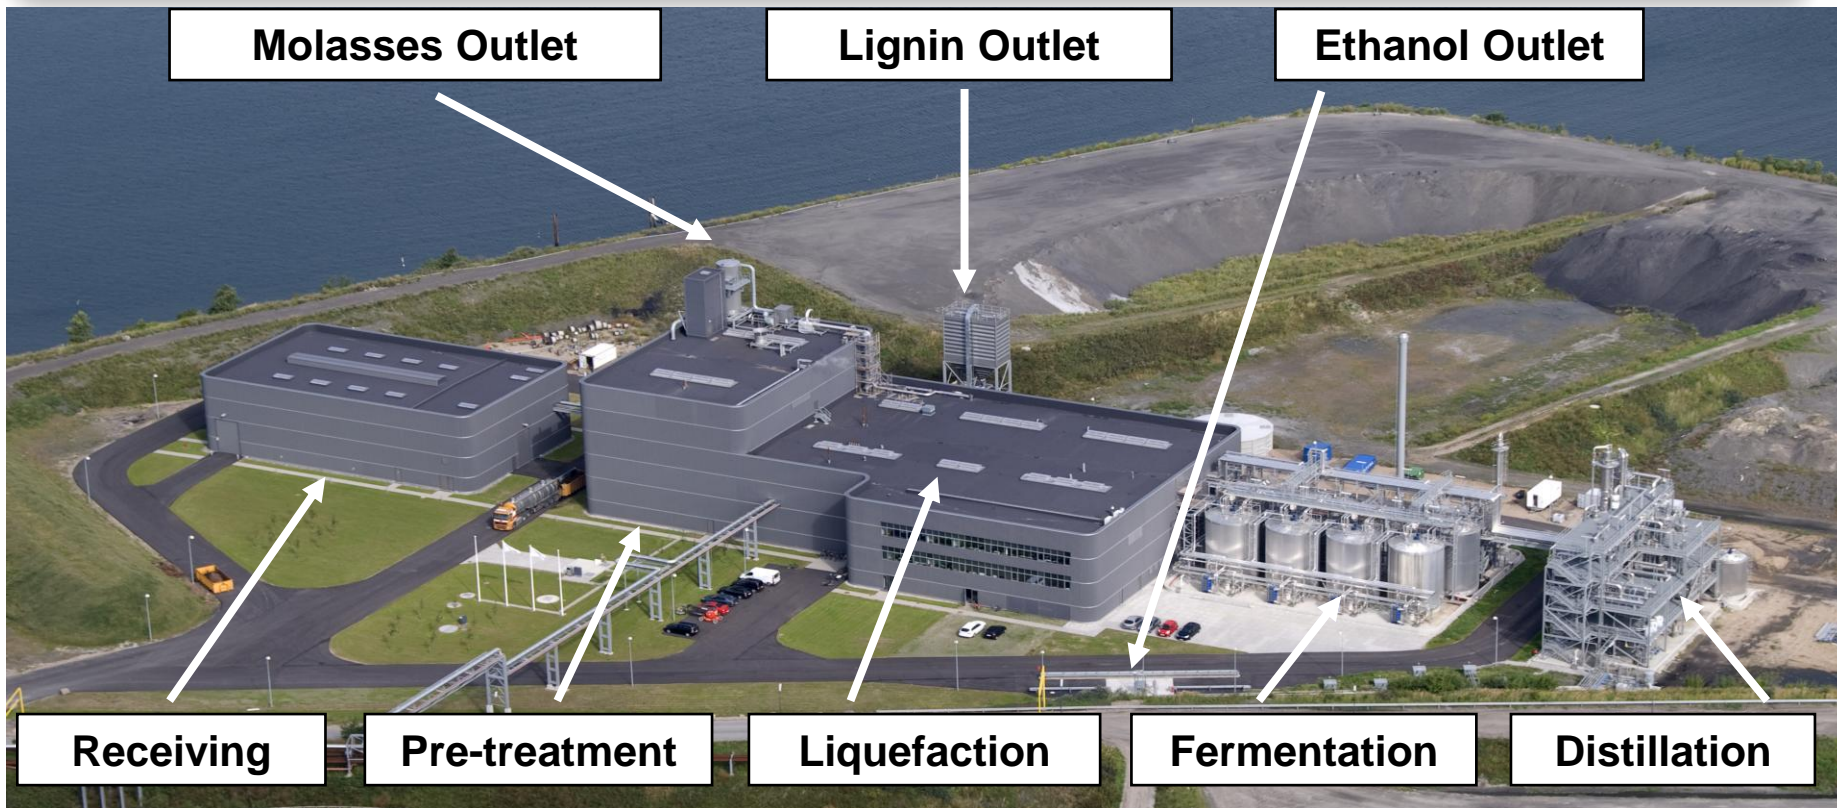 Molasses Outlet
Lignin Outlet
Ethanol Outlet
Receiving
Pre-treatment
Liquefaction
Fermentation
Distillation